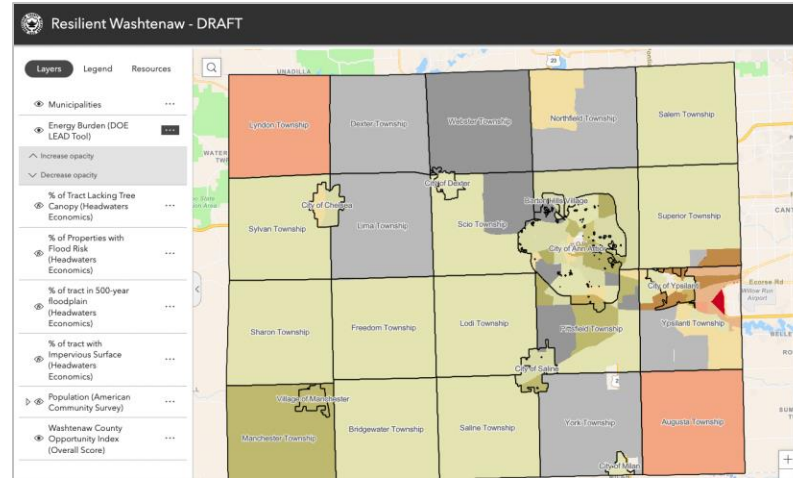 Resilient Washtenaw - DRAFT
Layers
Legend
Resources
Municipalities
Energy Burden (DOE
LEAD Tool)
Increase opacity
Decrease opacity
% of Tract Lacking Tree
Canopy (Headwaters
Economics)
% of Properties with
Flood Risk
(Headwaters
Economics)
% of tract in 500-year
floodplain
(Headwaters
Economics)
% of tract with
Impervious Surface
(Headwaters
Economics)
Population (American
Community Survey)
Washtenaw County
Opportunity Index
(Overall Score)
UNADILLA
23
Lyndon Township
Dexter Township
Webster Township
Northfield Township
Salem Township
WATER
City of Dexter
City of Chelsea
Barton Hills Village
Sylvan Township
Lima Township
Scio Township
Superior Township
CANT
City of Ann Arbor
City of Ypsilanti
Ecorse Rd
Willow Run
Airport
Sharon Township
Freedom Township
Lodi Township
Pittsfield Township
Ypsilanti Township
BELLE
City of Saline
Village of Manchester
Manchester Township
Bridgewater Township
Saline Township
York Township
Augusta Township
SUM
City of Milan
+